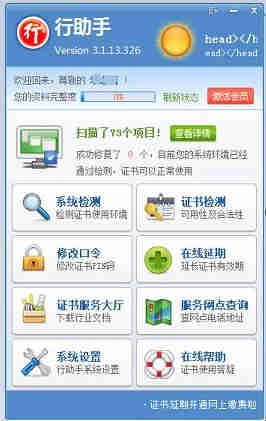 行助手
Version 3.1.13.326
head></h
ead></h
欢迎回来，尊敬的
您的资料完整度
刷新状态
激活会员!
扫描了73个项目!
查看详情
成功修复了 0 个，目前您的系统环境已经
通过检测，证书可以正常使用
系统检测
检测证书使用环境
证书检测
可用性及合法性
修改口令
修改证书PIN码
在线延期
延长证书有效期
证书服务大厅
下载行业文档
服务网点查询
查网点电话地址
系统设置
行助手系统设置
在线帮助
证书使用答疑
· 证书延期开通网上缴费啦